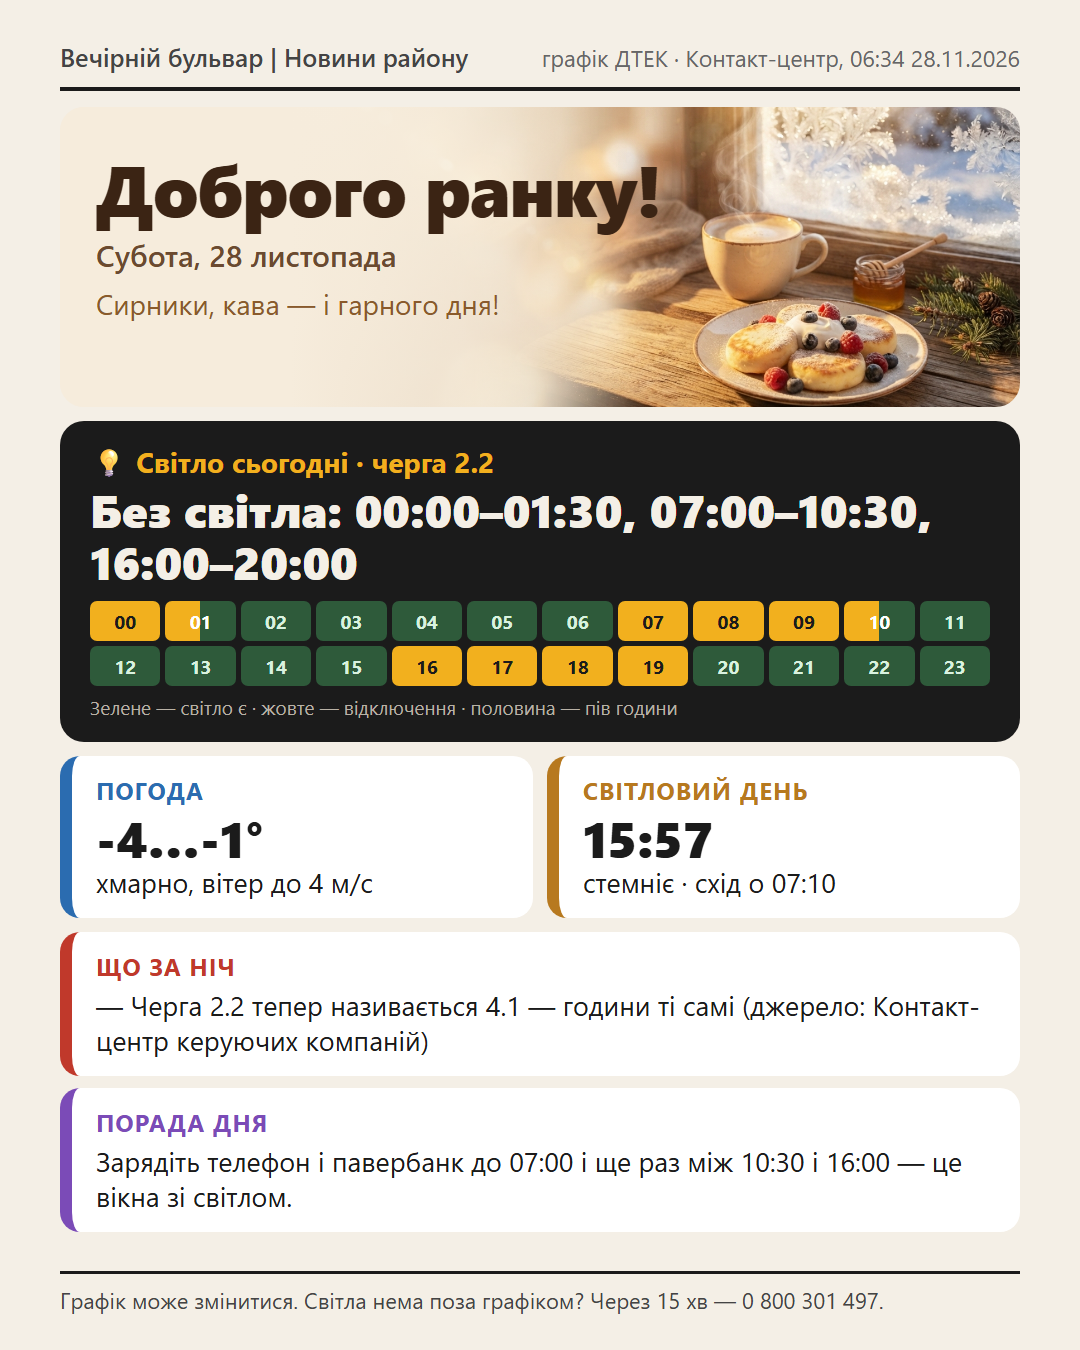 Вечірній бульвар | Новини району
графік ДТЕК · Контакт-центр, 06:34 28.11.2026
Доброго ранку!
Субота, 28 листопада
Сирники, кава — і гарного дня!
💡 Світло сьогодні · черга 2.2
Без світла: 00:00–01:30, 07:00–10:30,
16:00–20:00
00 01 02 03 04 05 06 07 08 09 10 11
12 13 14 15 16 17 18 19 20 21 22 23
Зелене — світло є · жовте — відключення · половина — пів години
ПОГОДА
-4…-1°
хмарно, вітер до 4 м/с
СВІТЛОВИЙ ДЕНЬ
15:57
стемніє · схід о 07:10
ЩО ЗА НІЧ
— Черга 2.2 тепер називається 4.1 — години ті самі (джерело: Контакт-
центр керуючих компаній)
ПОРАДА ДНЯ
Зарядіть телефон і павербанк до 07:00 і ще раз між 10:30 і 16:00 — це
вікна зі світлом.
Графік може змінитися. Світла нема поза графіком? Через 15 хв — 0 800 301 497.